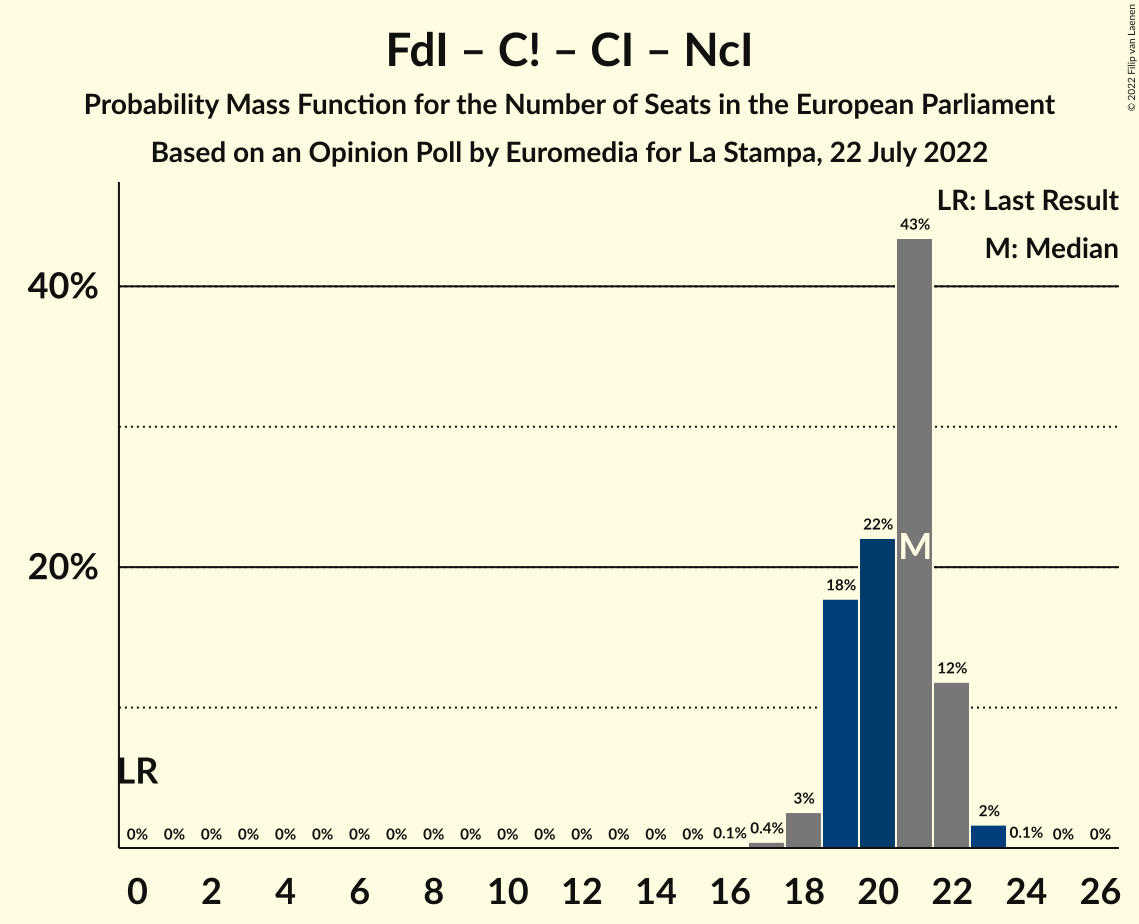 FdI – C! – CI – NcI
Probability Mass Function for the Number of Seats in the European Parliament
Based on an Opinion Poll by Euromedia for La Stampa, 22 July 2022
© 2022 Filip van Laenen
LR: Last Result
M: Median
43%
40%
22%
M
20%
18%
12%
LR
3%
2%
0% 0% 0% 0% 0% 0% 0% 0% 0% 0% 0% 0% 0% 0% 0% 0% 0.1% 0.4% 0.1% 0% 0%
0 2 4 6 8 10 12 14 16 18 20 22 24 26